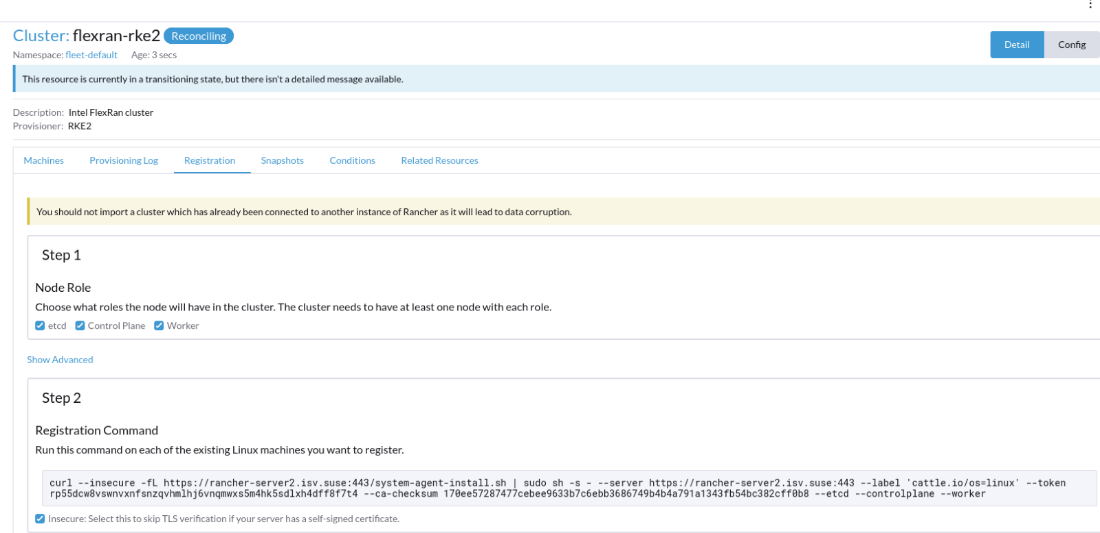 Cluster: flexran-rke2 Reconciling
Namespace: fleet-default Age: 3 secs
Detail Config
This resource is currently in a transitioning state, but there isn't a detailed message available.
Description: Intel FlexRan cluster
Provisioner: RKE2
Machines Provisioning Log Registration Snapshots Conditions Related Resources
You should not import a cluster which has already been connected to another instance of Rancher as it will lead to data corruption.
Step 1
Node Role
Choose what roles the node will have in the cluster. The cluster needs to have at least one node with each role.
etcd Control Plane Worker
Show Advanced
Step 2
Registration Command
Run this command on each of the existing Linux machines you want to register.
curl --insecure -fL https://rancher-server2.isv.suse:443/system-agent-install.sh | sudo sh -s - --server https://rancher-server2.isv.suse:443 --label 'cattle.io/os=linux' --token
rp55dcw8vswnvxnfsnzqvhmlhj6vnqmwxs5m4hk5sdlxh4dff8f7t4 --ca-checksum 170ee57287477cebee9633b7c6ebb3686749b4b4a791a1343fb54bc382cff0b8 --etcd --controlplane --worker
Insecure: Select this to skip TLS verification if your server has a self-signed certificate.